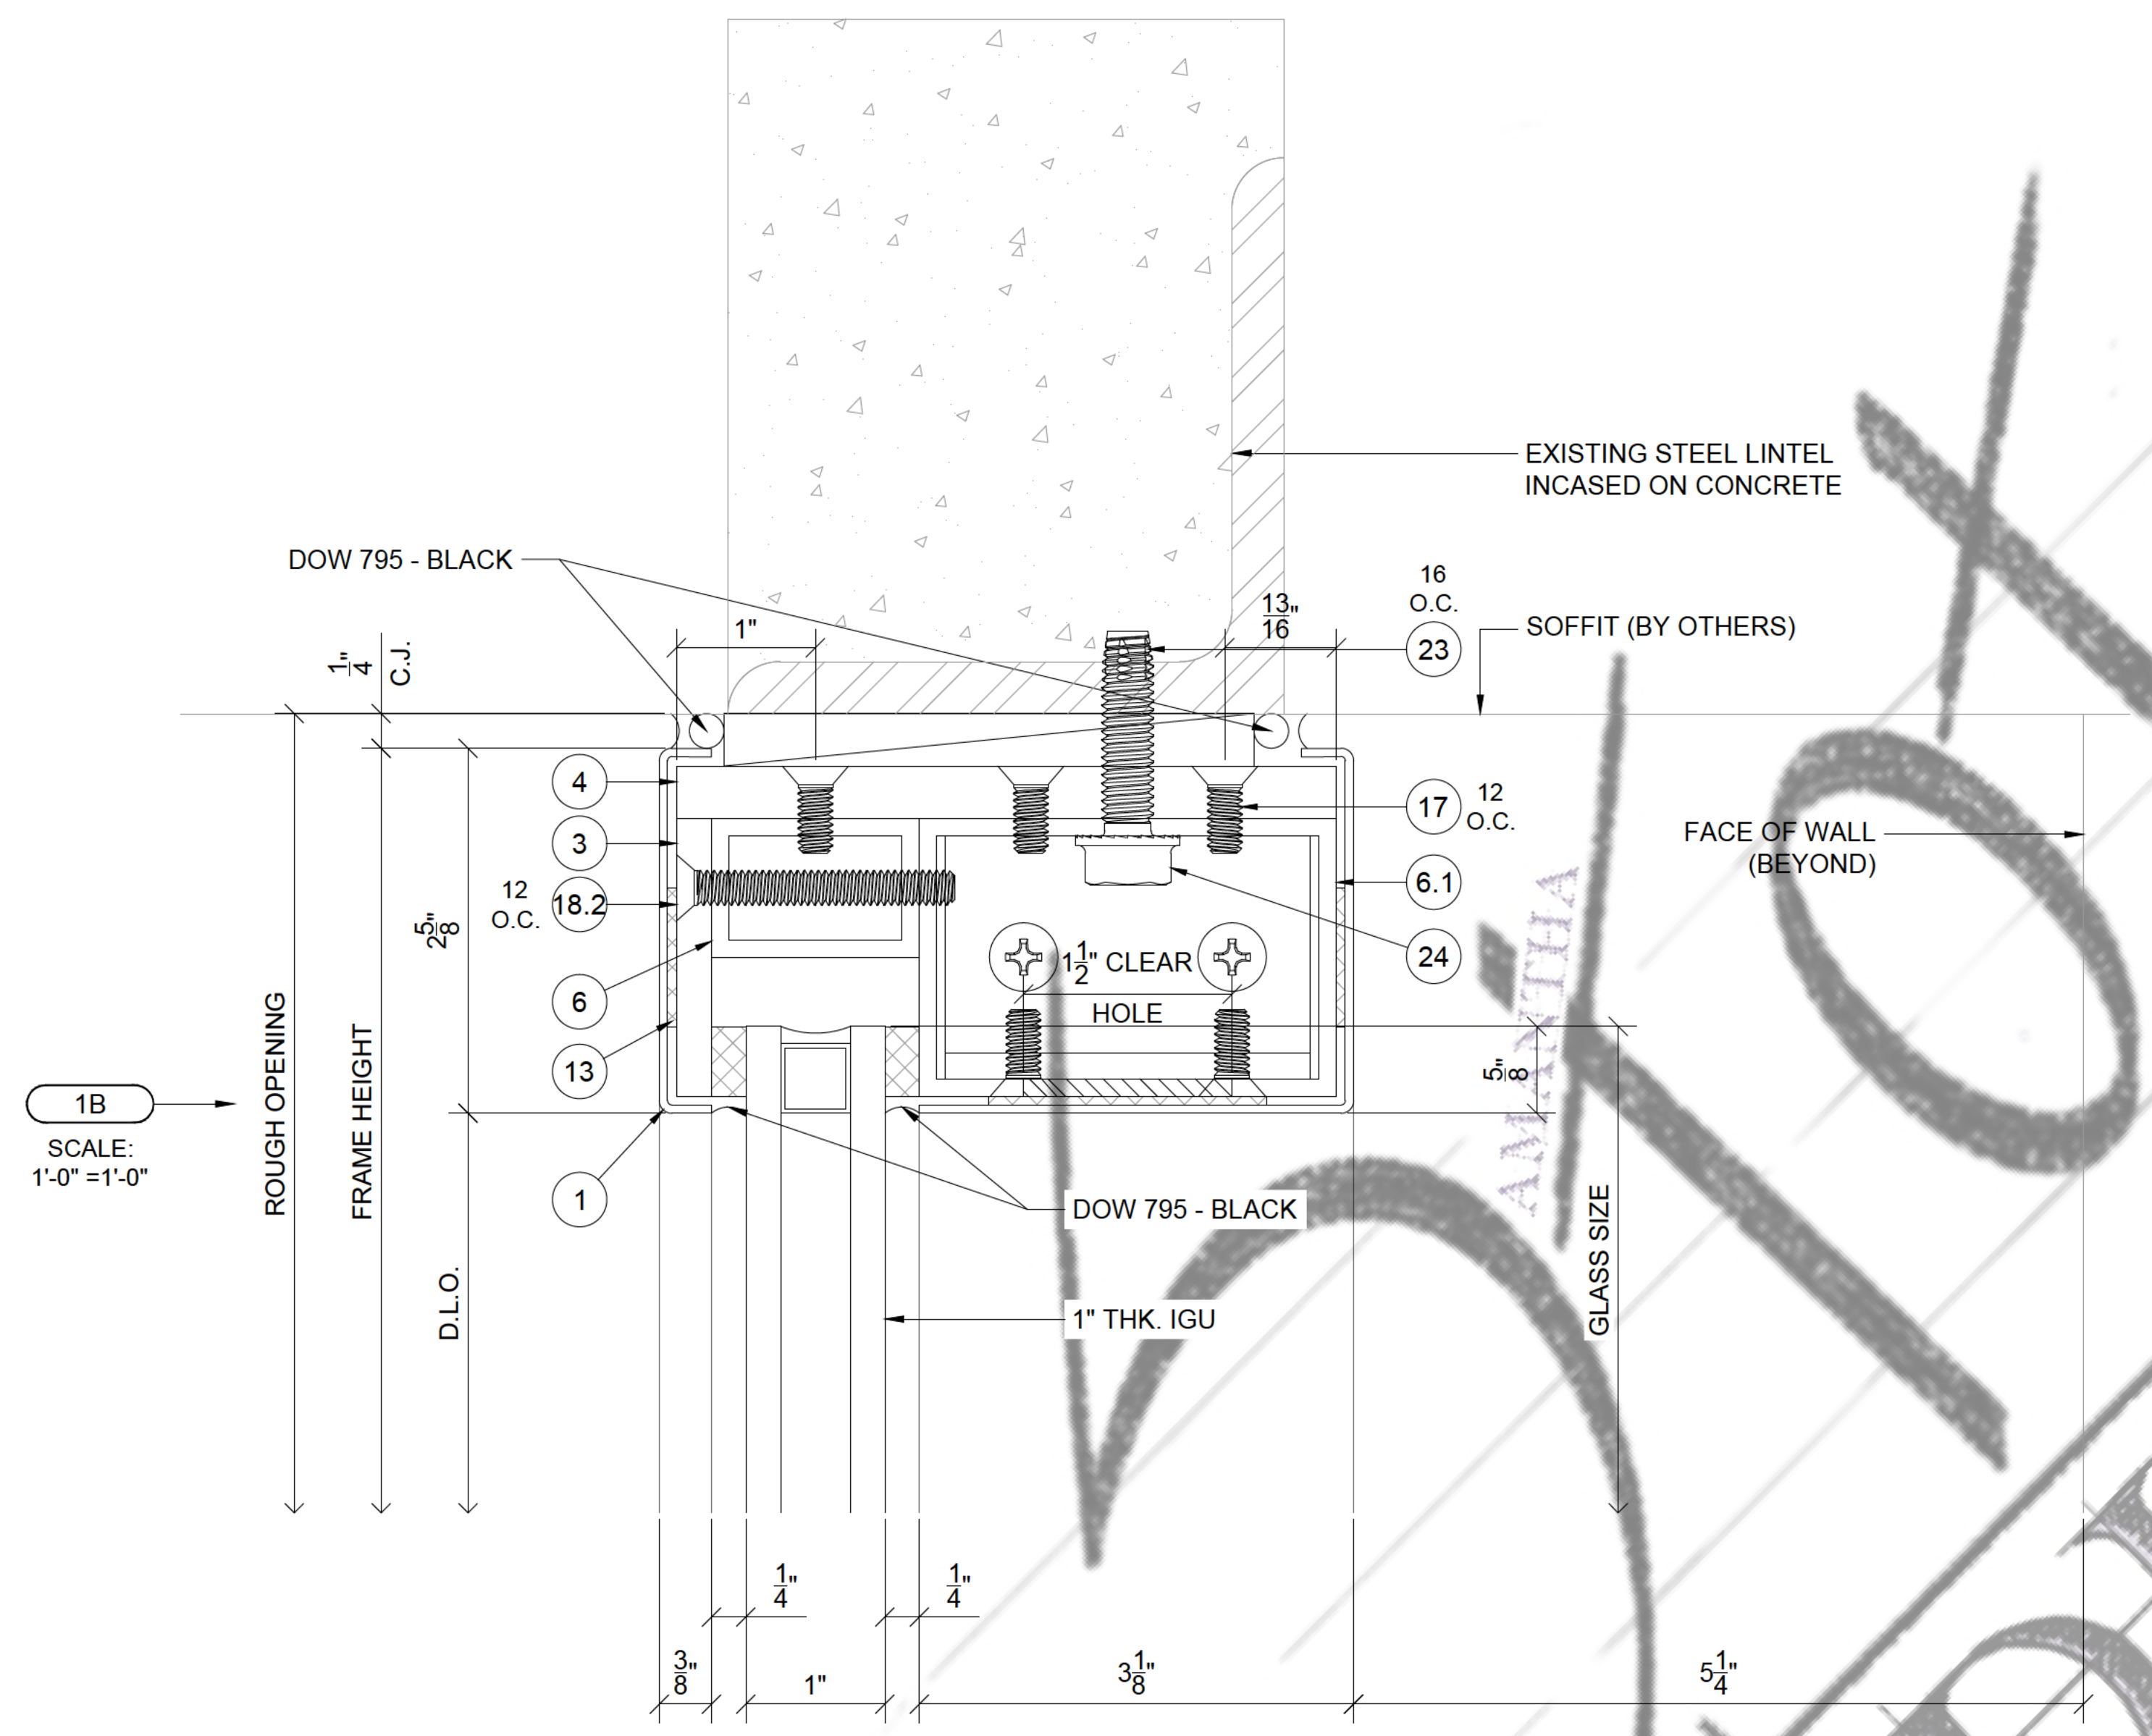 EXISTING STEEL LINTEL
INCASED ON CONCRETE
DOW 795 - BLACK
16
O.C.
23
1"
13/16"
SOFFIT (BY OTHERS)
1/4"
C.J.
4
3
12
O.C.
18.2
6
13
1
17
12
O.C.
6.1
24
FACE OF WALL
(BEYOND)
2 5/8"
1 1/2" CLEAR
HOLE
5/8"
AMANTHA
1B
SCALE:
1'-0" =1'-0"
ROUGH OPENING
FRAME HEIGHT
D.L.O.
DOW 795 - BLACK
1" THK. IGU
GLASS SIZE
1/4"
1/4"
3/8"
1"
3 1/8"
5 1/4"